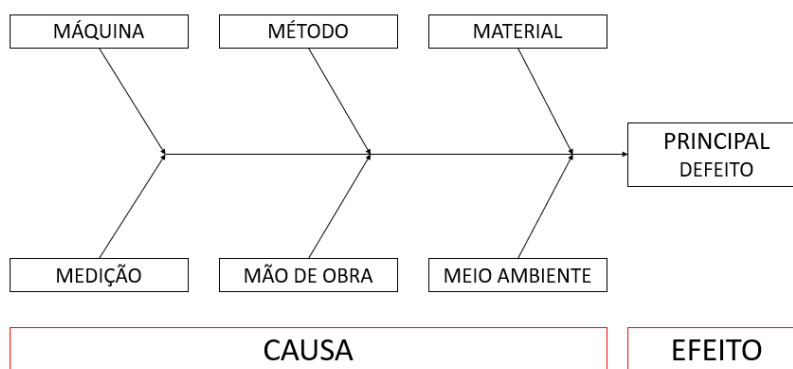 MÁQUINA
MÉTODO
MATERIAL
PRINCIPAL
DEFEITO
MEDIÇÃO
MÃO DE OBRA
MEIO AMBIENTE
CAUSA
EFEITO